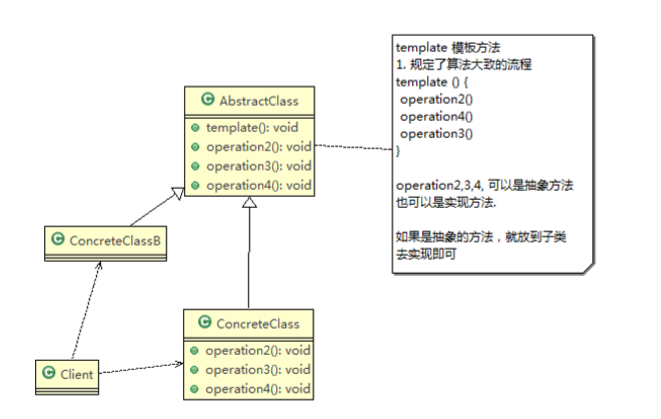 AbstractClass
template(): void
operation2(): void
operation3(): void
operation4(): void
template 模板方法
1. 规定了算法大致的流程
template () {
operation2()
operation4()
operation3()
}
operation2,3,4, 可以是抽象方法
也可以是实现方法.
如果是抽象的方法，就放到子类
去实现即可
ConcreteClassB
ConcreteClass
operation2(): void
operation3(): void
operation4(): void
Client